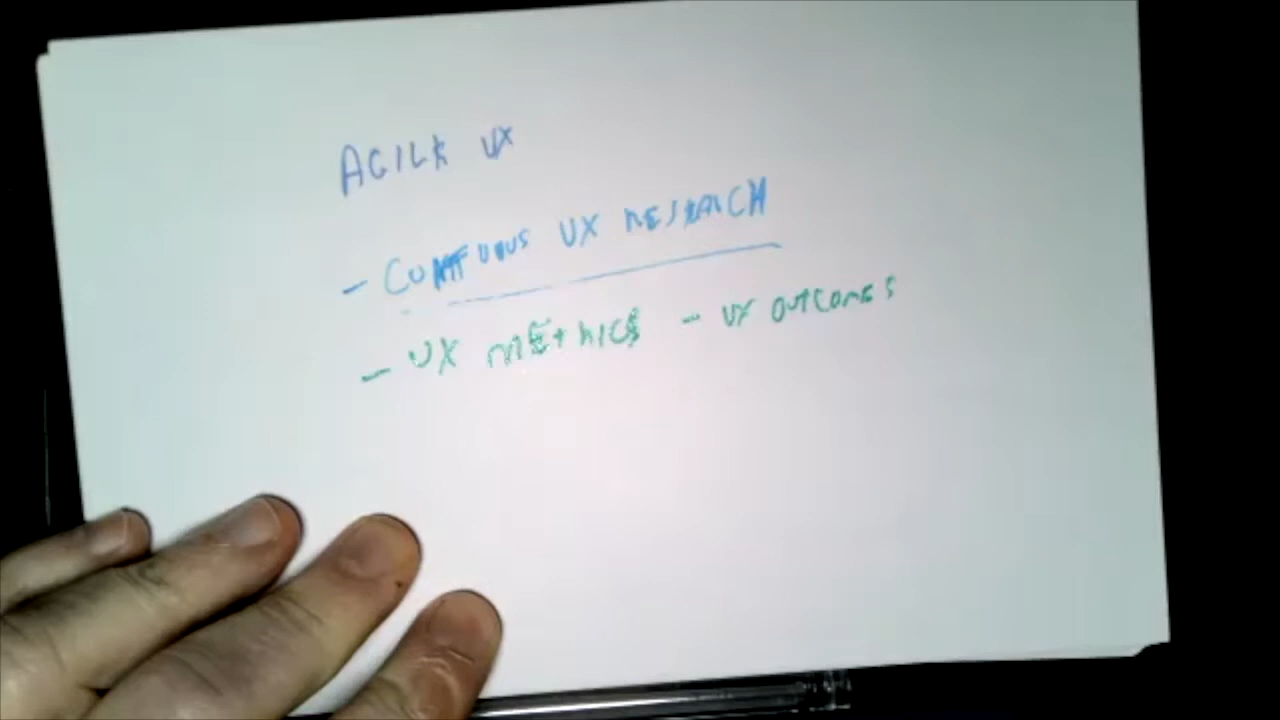 AGILE UX
- CONTINUOUS UX RESEARCH
- UX METRICS - UX OUTCOMES